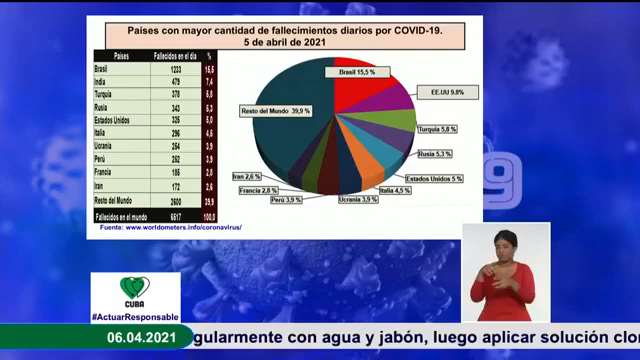 Países con mayor cantidad de fallecimientos diarios por COVID-19.
5 de abril de 2021
Países Fallecidos en el dia %
Brasil 1233 15,5
India 479 7,4
Turquía 378 5,8
Rusia 343 5,3
Estados Unidos 325 5,0
Italia 296 4,5
Ucrania 254 3,9
Perú 252 3,9
Francia 185 2,8
Iran 172 2,6
Resto del Mundo 2600 39,9
Fallecidos en el mundo 6517 100,0
Brasil 15,5 %
EE.UU 9.8%
Turquía 5,8 %
Rusia 5,3 %
Estados Unidos 5 %
Italia 4,5 %
Ucrania 3,9 %
Perú 3,9 %
Francia 2,8 %
Iran 2,6 %
Resto del Mundo 39,9 %
Fuente: www.worldometers.info/coronavirus/
9
CUBA
#ActuarResponsable
06.04.2021
gularmente con agua y jabón, luego aplicar solución clo